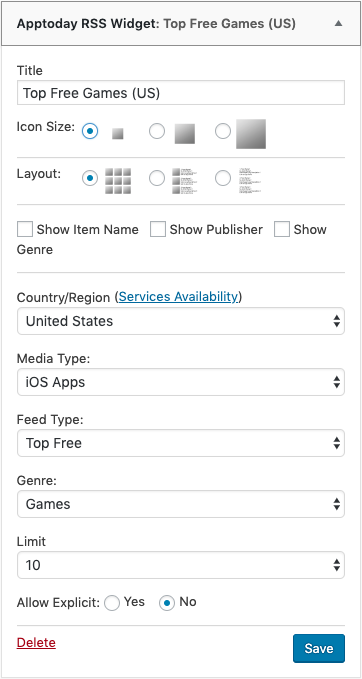 Apptoday RSS Widget: Top Free Games (US)
Title
Top Free Games (US)
Icon Size:
Layout:
Show Item Name Show Publisher Show
Genre
Country/Region (Services Availability)
United States
Media Type:
iOS Apps
Feed Type:
Top Free
Genre:
Games
Limit
10
Allow Explicit: Yes No
Delete Save